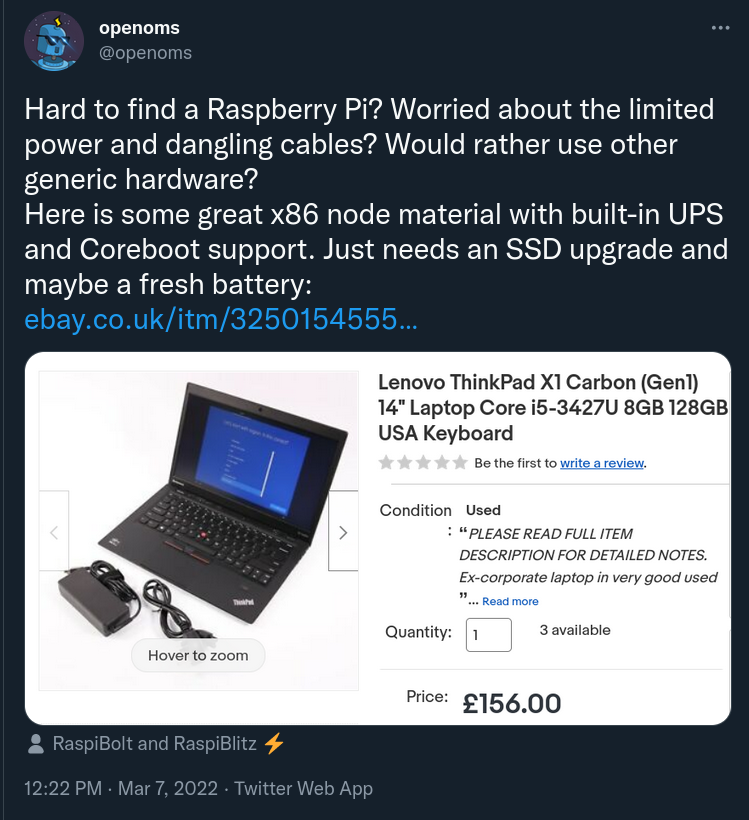 openoms
@openoms
Hard to find a Raspberry Pi? Worried about the limited
power and dangling cables? Would rather use other
generic hardware?
Here is some great x86 node material with built-in UPS
and Coreboot support. Just needs an SSD upgrade and
maybe a fresh battery:
ebay.co.uk/itm/3250154555…
Lenovo ThinkPad X1 Carbon (Gen1)
14" Laptop Core i5-3427U 8GB 128GB
USA Keyboard
Be the first to write a review.
Condition : Used
“PLEASE READ FULL ITEM
DESCRIPTION FOR DETAILED NOTES.
Ex-corporate laptop in very good used
”... Read more
Quantity: 1 3 available
Price: £156.00
ThinkPad
Hover to zoom
RaspiBolt and RaspiBlitz ⚡
12:22 PM · Mar 7, 2022 · Twitter Web App